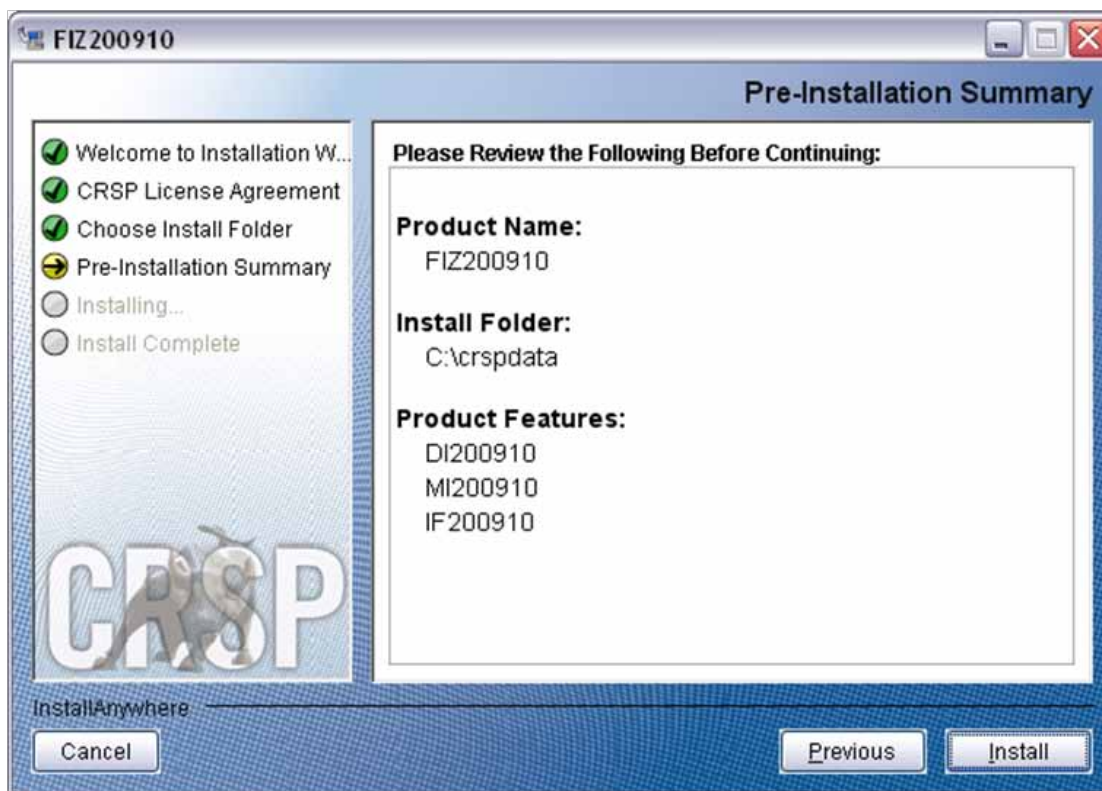 FIZ200910
Pre-Installation Summary
Welcome to Installation W...
CRSP License Agreement
Choose Install Folder
Pre-Installation Summary
Installing...
Install Complete
CRSP
Please Review the Following Before Continuing:
Product Name:
FIZ200910
Install Folder:
C:\crspdata
Product Features:
DI200910
MI200910
IF200910
InstallAnywhere
Cancel
Previous
Install